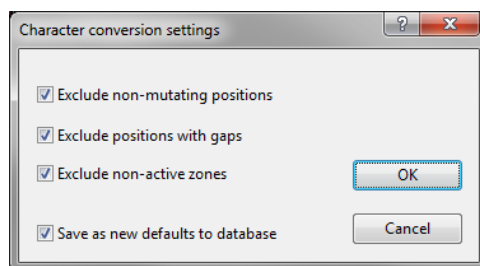 Character conversion settings
?
Exclude non-mutating positions
Exclude positions with gaps
Exclude non-active zones
OK
Save as new defaults to database
Cancel